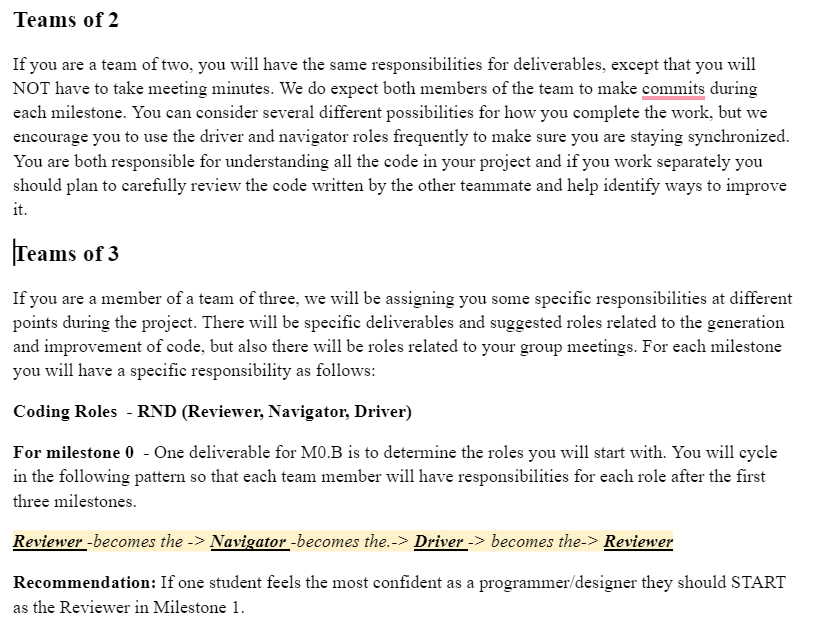 Teams of 2
If you are a team of two, you will have the same responsibilities for deliverables, except that you will
NOT have to take meeting minutes. We do expect both members of the team to make commits during
each milestone. You can consider several different possibilities for how you complete the work, but we
encourage you to use the driver and navigator roles frequently to make sure you are staying synchronized.
You are both responsible for understanding all the code in your project and if you work separately you
should plan to carefully review the code written by the other teammate and help identify ways to improve
it.
Teams of 3
If you are a member of a team of three, we will be assigning you some specific responsibilities at different
points during the project. There will be specific deliverables and suggested roles related to the generation
and improvement of code, but also there will be roles related to your group meetings. For each milestone
you will have a specific responsibility as follows:
Coding Roles - RND (Reviewer, Navigator, Driver)
For milestone 0 - One deliverable for M0.B is to determine the roles you will start with. You will cycle
in the following pattern so that each team member will have responsibilities for each role after the first
three milestones.
Reviewer -becomes the -> Navigator -becomes the.-> Driver -> becomes the-> Reviewer
Recommendation: If one student feels the most confident as a programmer/designer they should START
as the Reviewer in Milestone 1.